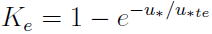 $K_e = 1 - e^{-u_*/u_{*te}}$